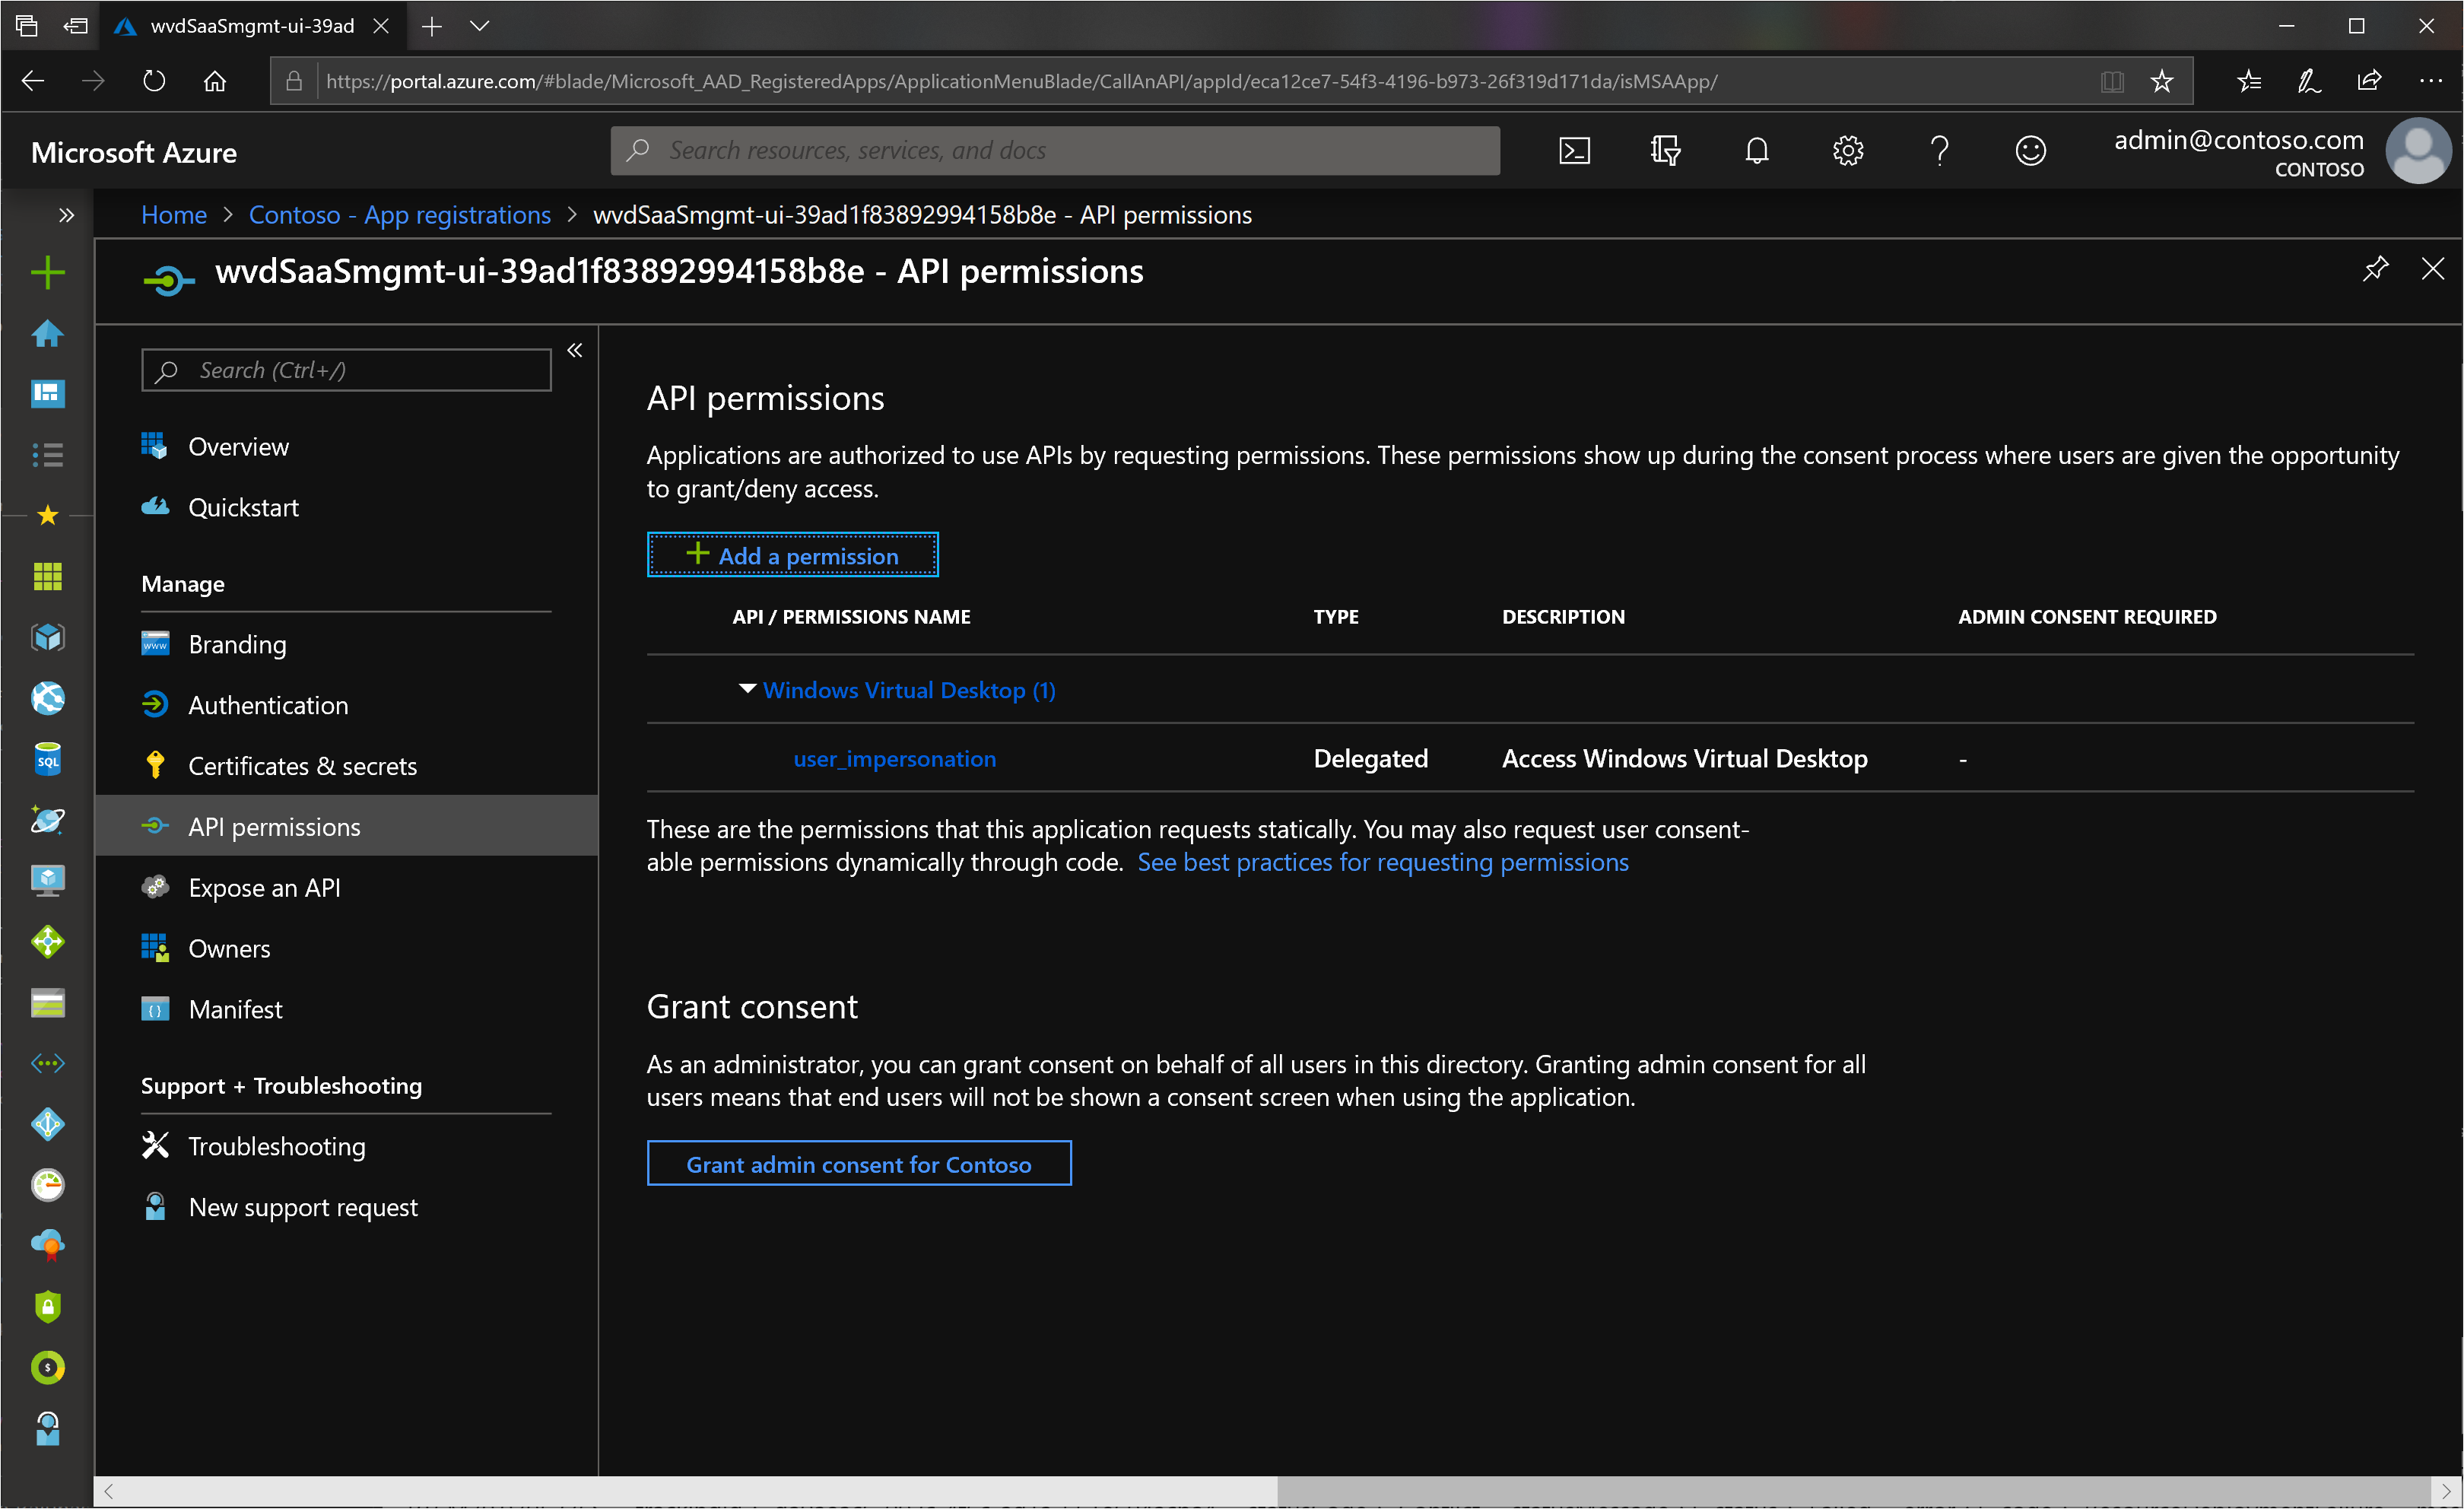 wvdSaaSmgmt-ui-39ad
https://portal.azure.com/#blade/Microsoft_AAD_RegisteredApps/ApplicationMenuBlade/CallAnAPI/appId/eca12ce7-54f3-4196-b973-26f319d171da/isMSAApp/
Microsoft Azure
Search resources, services, and docs
admin@contoso.com
CONTOSO
Home > Contoso - App registrations > wvdSaaSmgmt-ui-39ad1f83892994158b8e - API permissions
wvdSaaSmgmt-ui-39ad1f83892994158b8e - API permissions
Search (Ctrl+/)
Overview
Quickstart
Manage
Branding
Authentication
Certificates & secrets
API permissions
Expose an API
Owners
Manifest
Support + Troubleshooting
Troubleshooting
New support request
API permissions
Applications are authorized to use APIs by requesting permissions. These permissions show up during the consent process where users are given the opportunity
to grant/deny access.
Add a permission
API / PERMISSIONS NAME TYPE DESCRIPTION ADMIN CONSENT REQUIRED
Windows Virtual Desktop (1)
user_impersonation Delegated Access Windows Virtual Desktop -
These are the permissions that this application requests statically. You may also request user consent-
able permissions dynamically through code. See best practices for requesting permissions
Grant consent
As an administrator, you can grant consent on behalf of all users in this directory. Granting admin consent for all
users means that end users will not be shown a consent screen when using the application.
Grant admin consent for Contoso